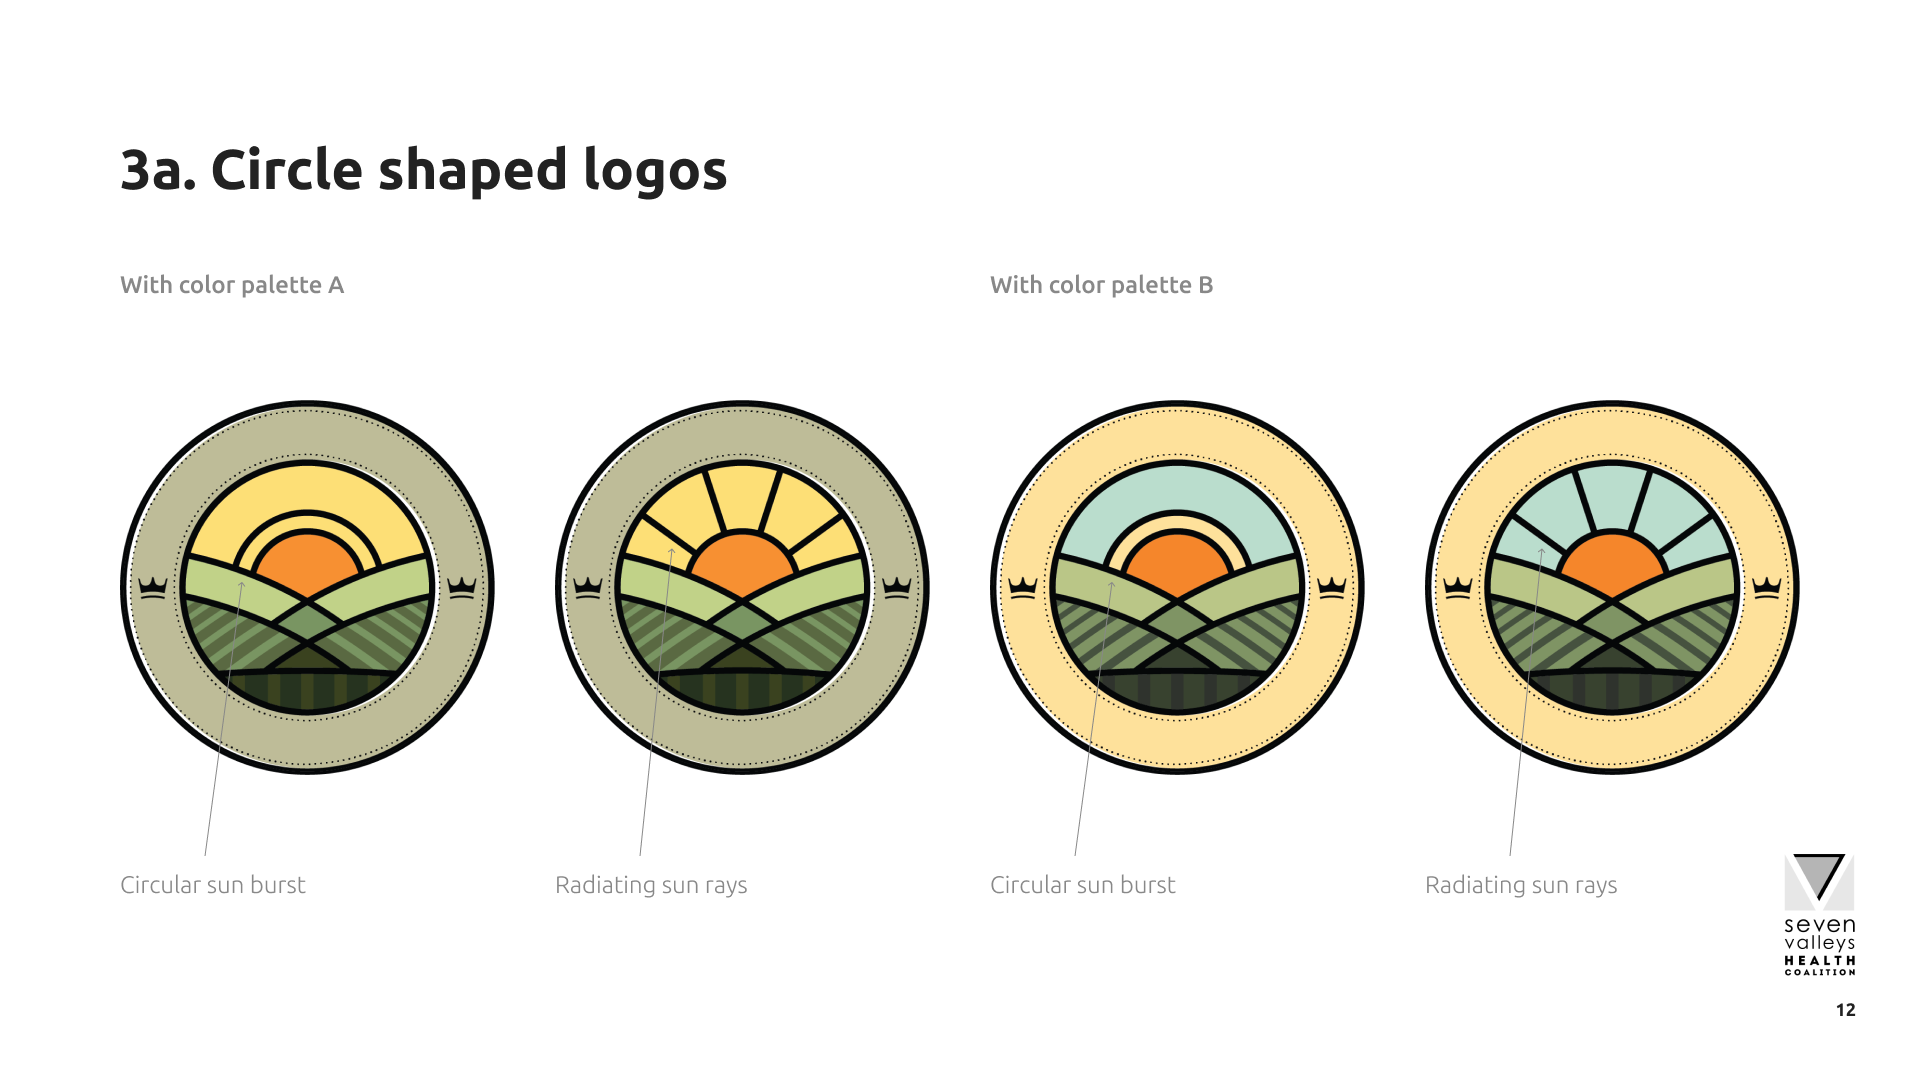 3a. Circle shaped logos
With color palette A
With color palette B
Circular sun burst
Radiating sun rays
Circular sun burst
Radiating sun rays
seven
valleys
HEALTH
COALITION
12